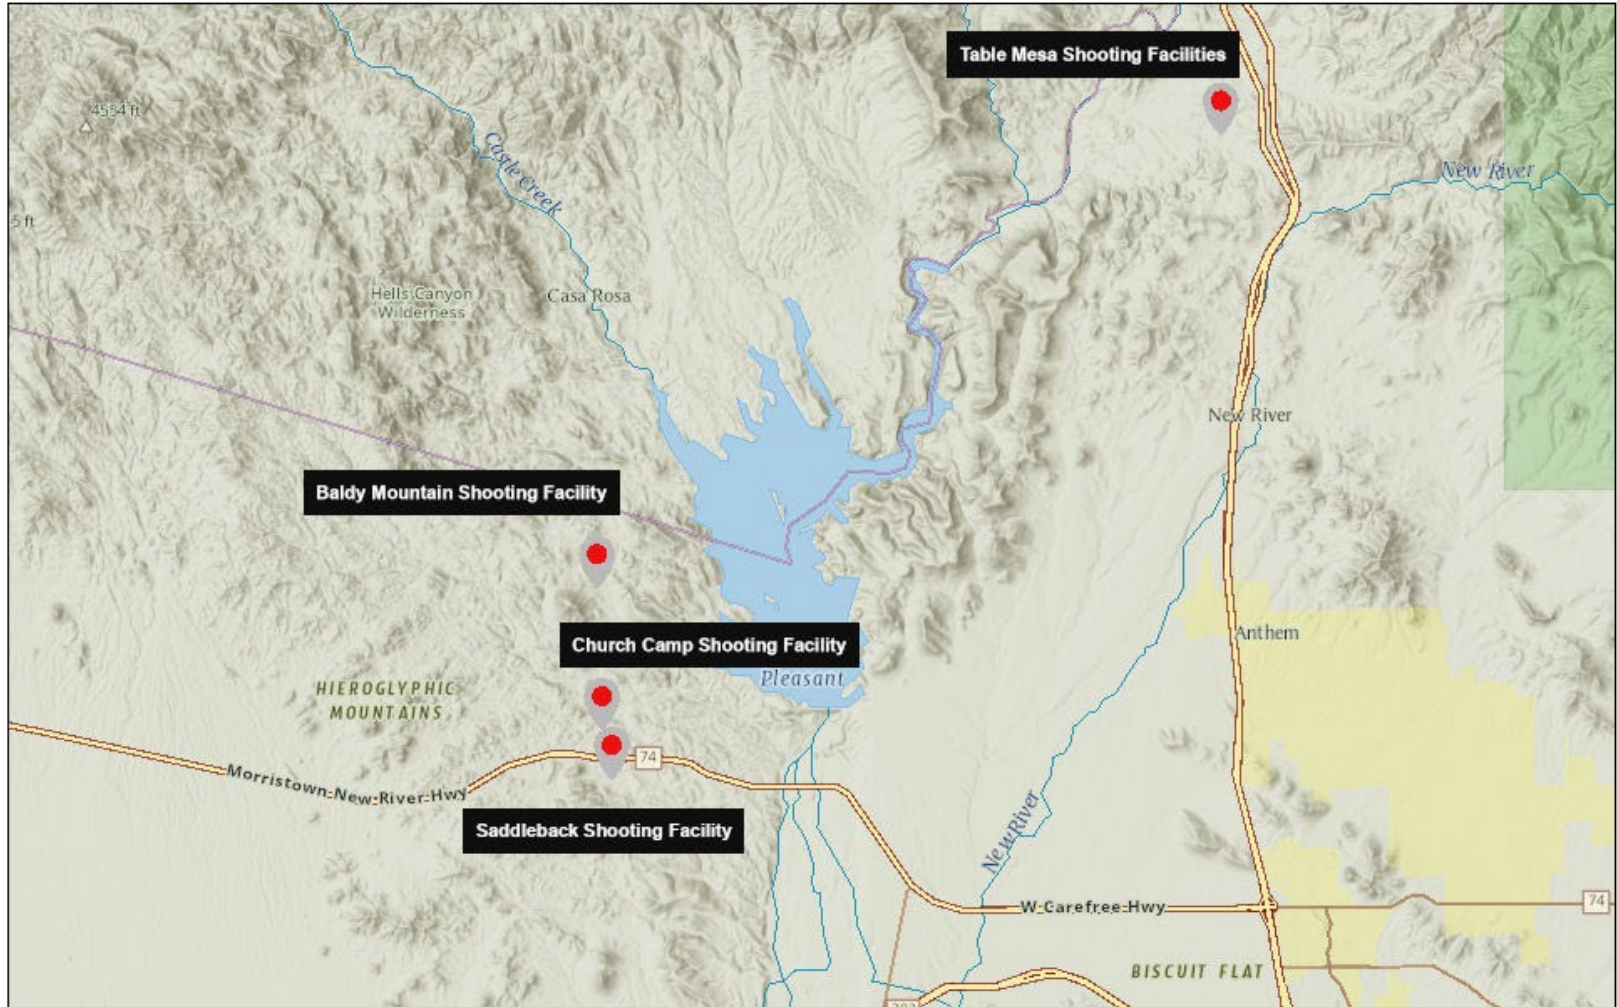 Table Mesa Shooting Facilities
4554 ft
Castle Creek
New River
5 ft
Hells Canyon
Wilderness
Casa Rosa
New River
Baldy Mountain Shooting Facility
Anthem
Church Camp Shooting Facility
Pleasant
HIEROGLYPHIC
MOUNTAINS
74
Morristown-New-River-Hwy
Saddleback Shooting Facility
New River
74
W Carefree Hwy
BISCUIT FLAT